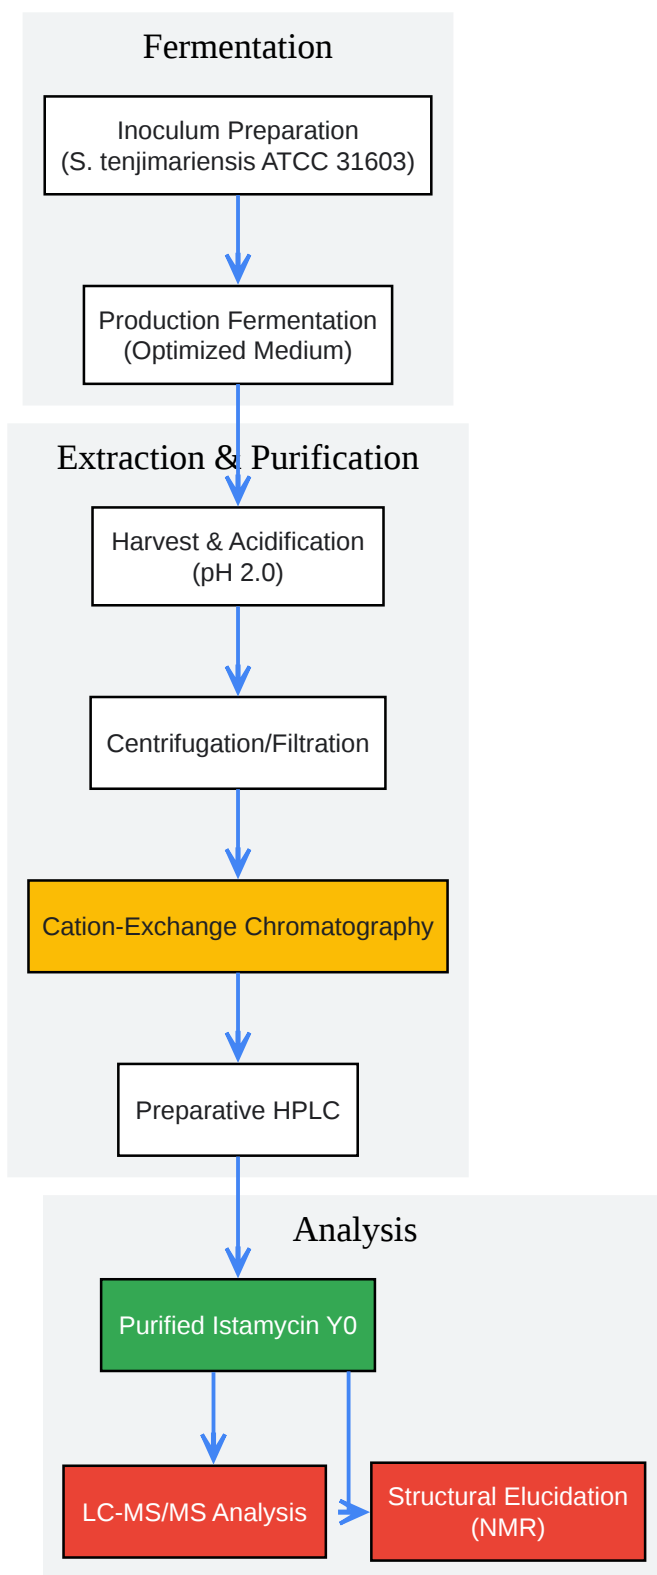 Fermentation
Inoculum Preparation
(S. tenjimariensis ATCC 31603)
Production Fermentation
(Optimized Medium)
Extraction & Purification
Harvest & Acidification
(pH 2.0)
Centrifugation/Filtration
Cation-Exchange Chromatography
Preparative HPLC
Analysis
Purified Istamycin Y0
LC-MS/MS Analysis
Structural Elucidation
(NMR)